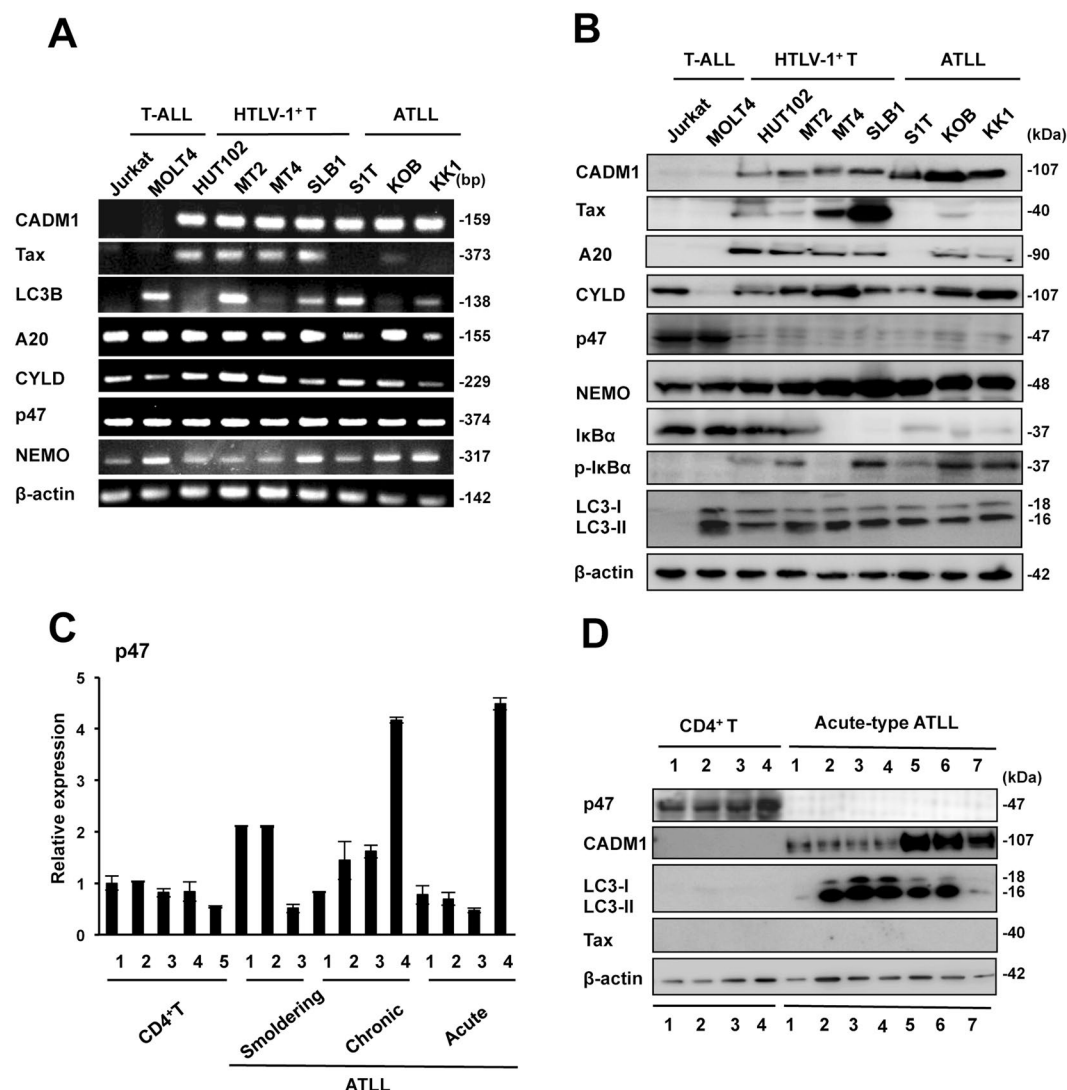 A
T-ALL HTLV-1⁺ T ATLL
Jurkat MOLT4 HUT102 MT2 MT4 SLB1 S1T KOB KK1 (bp)
CADM1 -159
Tax -373
LC3B -138
A20 -155
CYLD -229
p47 -374
NEMO -317
β-actin -142
B
T-ALL HTLV-1⁺ T ATLL
Jurkat MOLT4 HUT102 MT2 MT4 SLB1 S1T KOB KK1 (kDa)
CADM1 -107
Tax -40
A20 -90
CYLD -107
p47 -47
NEMO -48
IκBα -37
p-IκBα -37
LC3-I -18
LC3-II -16
β-actin -42
C
p47
Relative expression
5
4
3
2
1
0
1 2 3 4 5 1 2 3 1 2 3 4 1 2 3 4
CD4⁺T Smoldering Chronic Acute
ATLL
D
CD4⁺ T Acute-type ATLL
1 2 3 4 1 2 3 4 5 6 7
(kDa)
p47 -47
CADM1 -107
LC3-I -18
LC3-II -16
Tax -40
β-actin -42
1 2 3 4 1 2 3 4 5 6 7